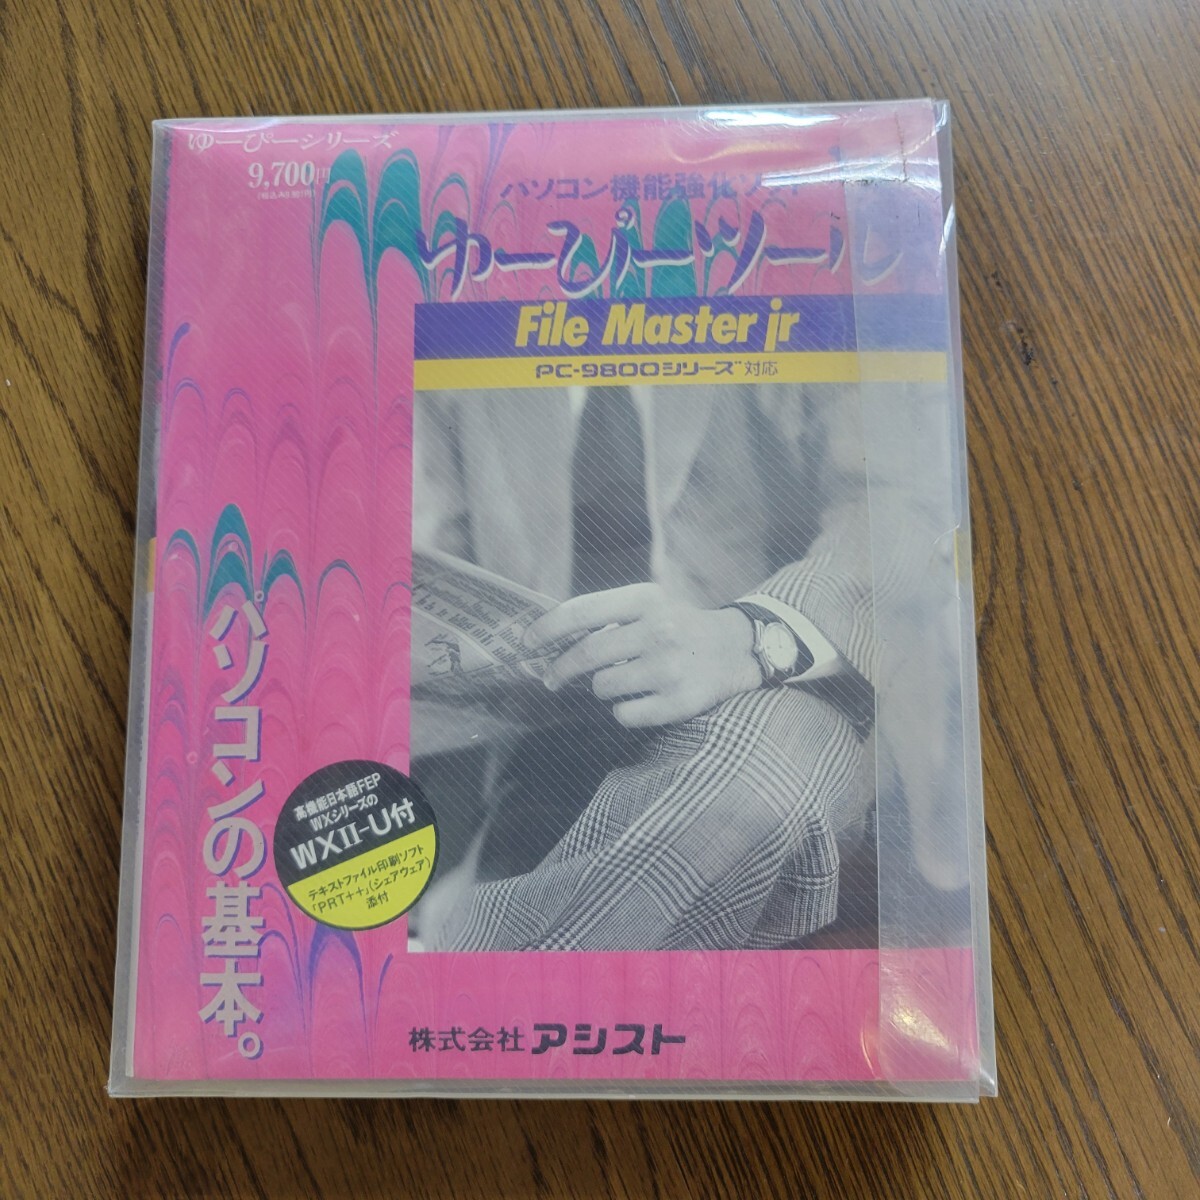 ゆーぴーシリーズ
9,700円
パソコン機能強化ソフト
ゆーぴーツール
File Master jr
PC-9800シリーズ対応
パソコンの基本。
高機能日本語FEP
WXシリーズの
WXII-U付
テキストファイル印刷ソフト
「PRT++」(シェアウェア)
添付
株式会社アシスト